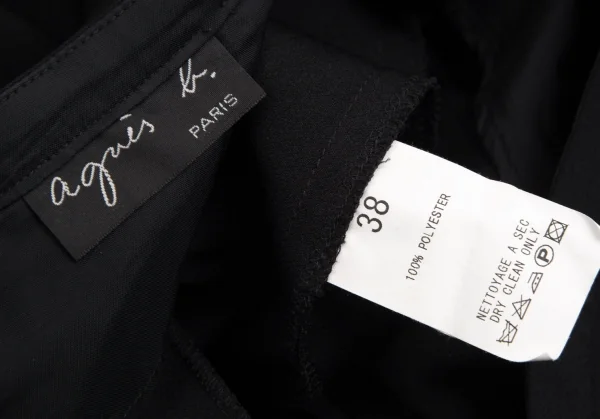 agnès b.
PARIS
38
100% POLYESTER
NETTOYAGE A SEC
DRY CLEAN ONLY
P